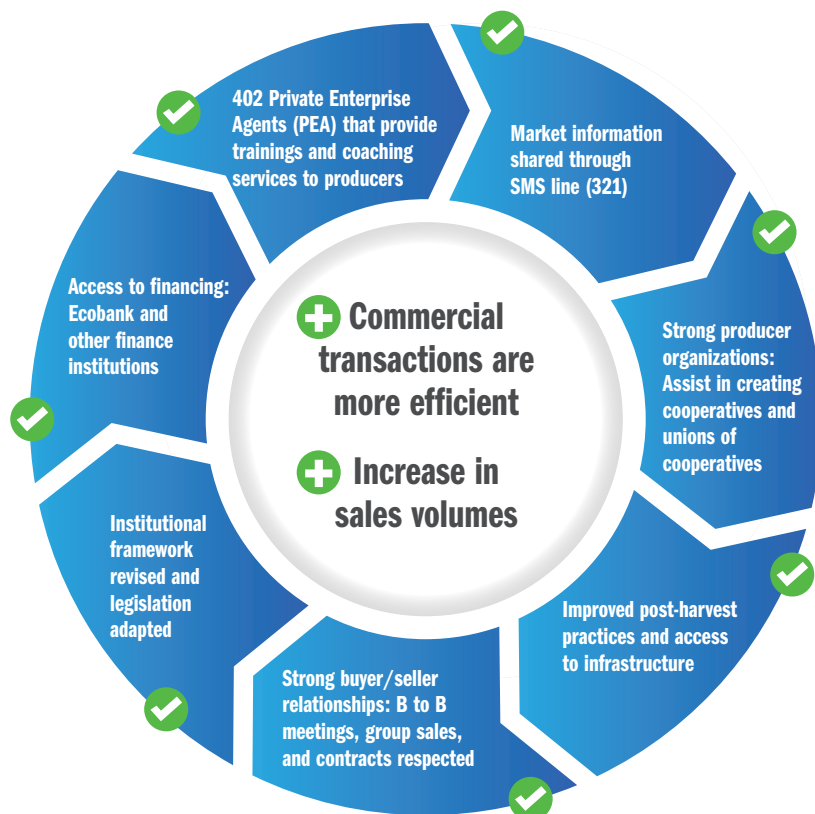 402 Private Enterprise
Agents (PEA) that provide
trainings and coaching
services to producers
Market information
shared through
SMS line (321)
Strong producer
organizations:
Assist in creating
cooperatives and
unions of
cooperatives
Improved post-harvest
practices and access
to infrastructure
Strong buyer/seller
relationships: B to B
meetings, group sales,
and contracts respected
Institutional
framework
revised and
legislation
adapted
Access to financing:
Ecobank and
other finance
institutions
Commercial
transactions are
more efficient
Increase in
sales volumes